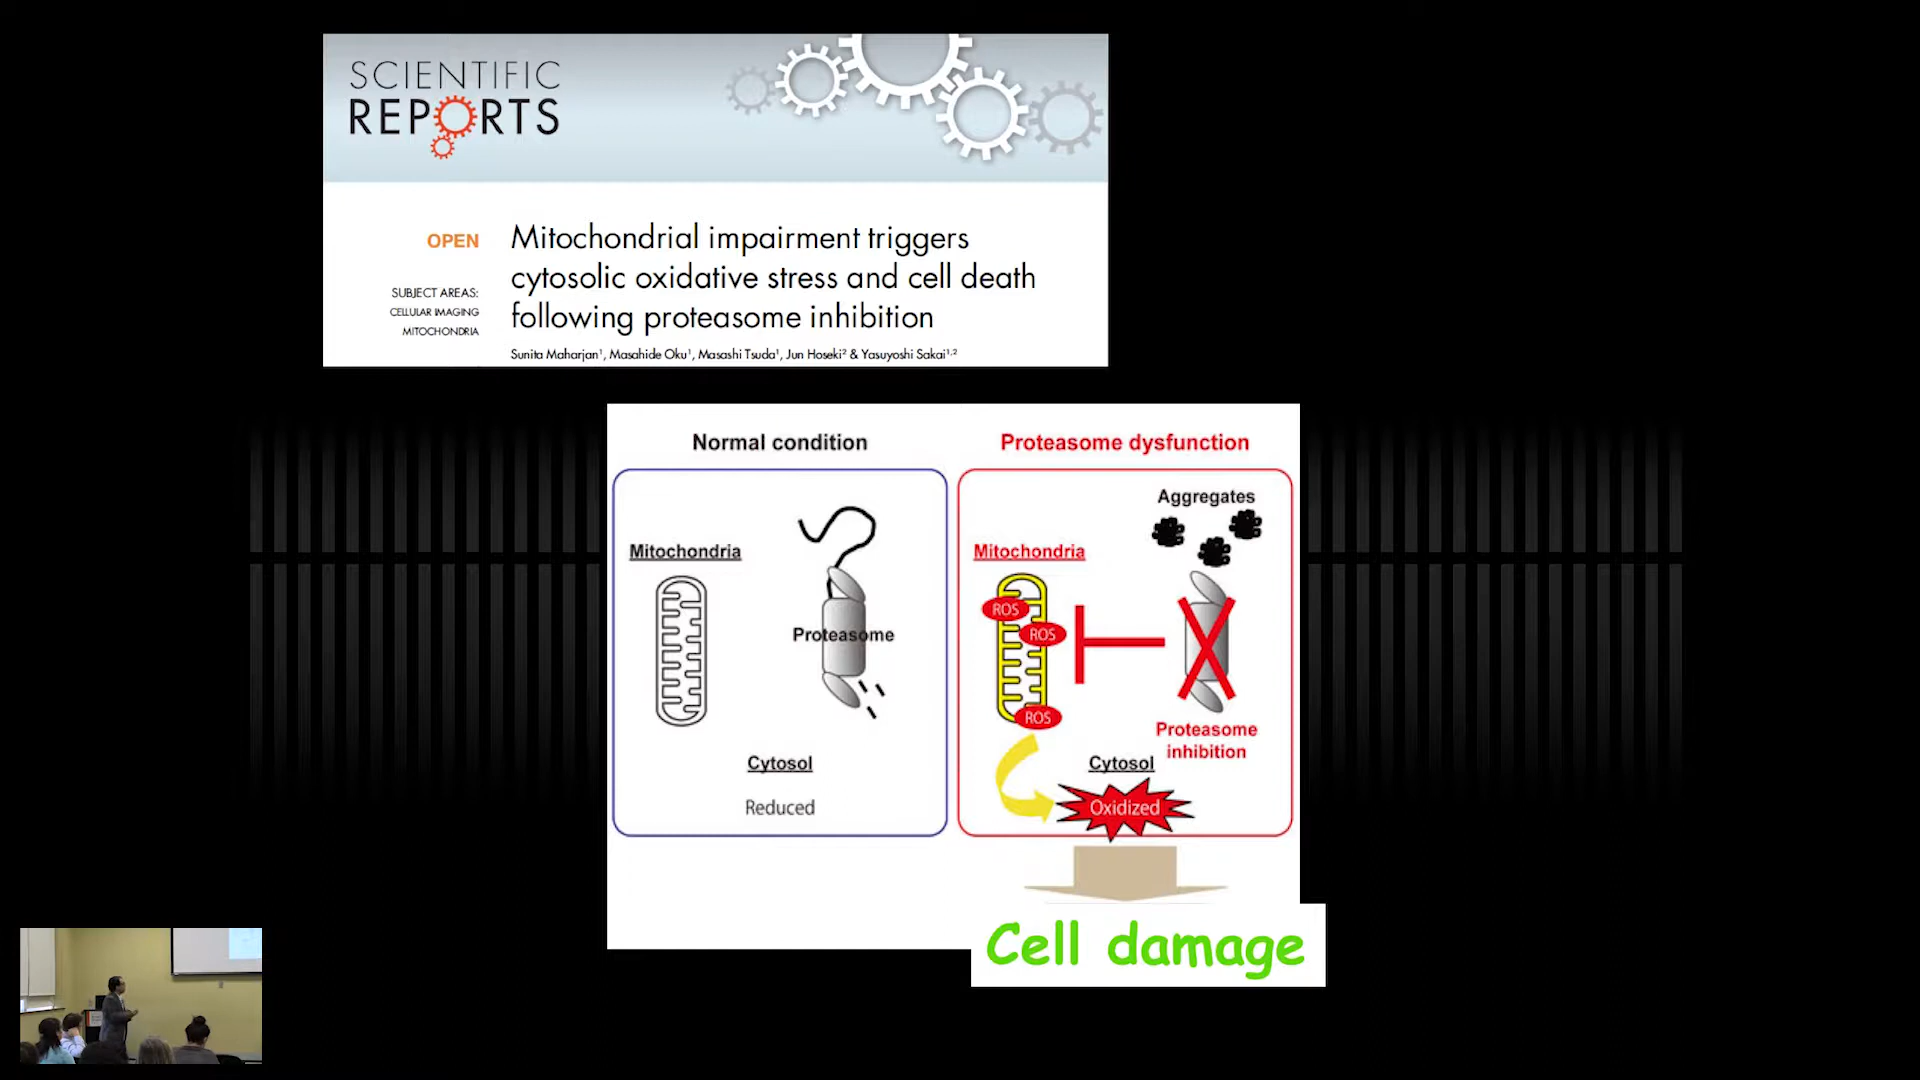 SCIENTIFIC
REPORTS
OPEN
SUBJECT AREAS:
CELLULAR IMAGING
MITOCHONDRIA
Mitochondrial impairment triggers
cytosolic oxidative stress and cell death
following proteasome inhibition
Sunita Maharjan¹, Masahide Oku¹, Masashi Tsuda¹, Jun Hoseki² & Yasuyoshi Sakai¹,²
Normal condition
Mitochondria
Proteasome
Cytosol
Reduced
Proteasome dysfunction
Aggregates
Mitochondria
ROS
ROS
ROS
Proteasome
inhibition
Cytosol
Oxidized
Cell damage